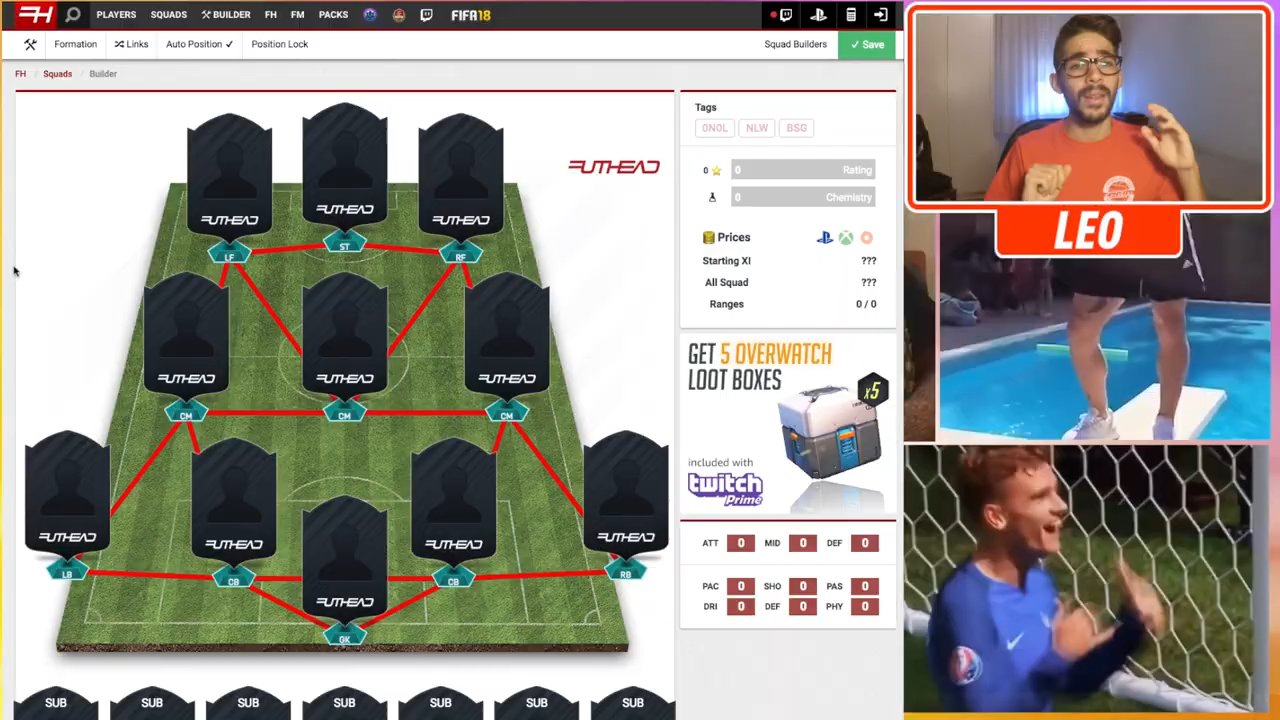 FH PLAYERS SQUADS BUILDER FH FM PACKS FIFA18
Formation Links Auto Position ✓ Position Lock Squad Builders ✓ Save
FH Squads Builder
FUTHEAD
FUTHEAD
FUTHEAD
FUTHEAD
LF ST RF
FUTHEAD FUTHEAD FUTHEAD
CM CM CM
FUTHEAD FUTHEAD FUTHEAD FUTHEAD
LB CB CB RB
FUTHEAD
GK
SUB SUB SUB SUB SUB SUB SUB
Tags
0N0L NLW BSG
0 0 Rating
0 Chemistry
Prices
Starting XI ???
All Squad ???
Ranges 0 / 0
GET 5 OVERWATCH
LOOT BOXES
x5
included with
twitch
prime
ATT 0 MID 0 DEF 0
PAC 0 SHO 0 PAS 0
DRI 0 DEF 0 PHY 0
LEO